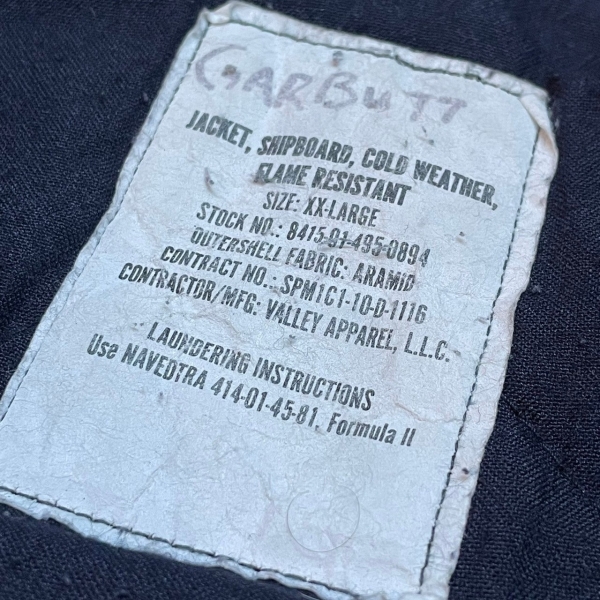 GARBUTT
JACKET, SHIPBOARD, COLD WEATHER,
FLAME RESISTANT
SIZE: XX-LARGE
STOCK NO.: 8415-01-495-0894
OUTERSHELL FABRIC: ARAMID
CONTRACT NO.: SPM1C1-10-D-1116
CONTRACTOR/MFG: VALLEY APPAREL, L.L.C.
LAUNDERING INSTRUCTIONS
Use NAVEDTRA 414-01-45-81, Formula II